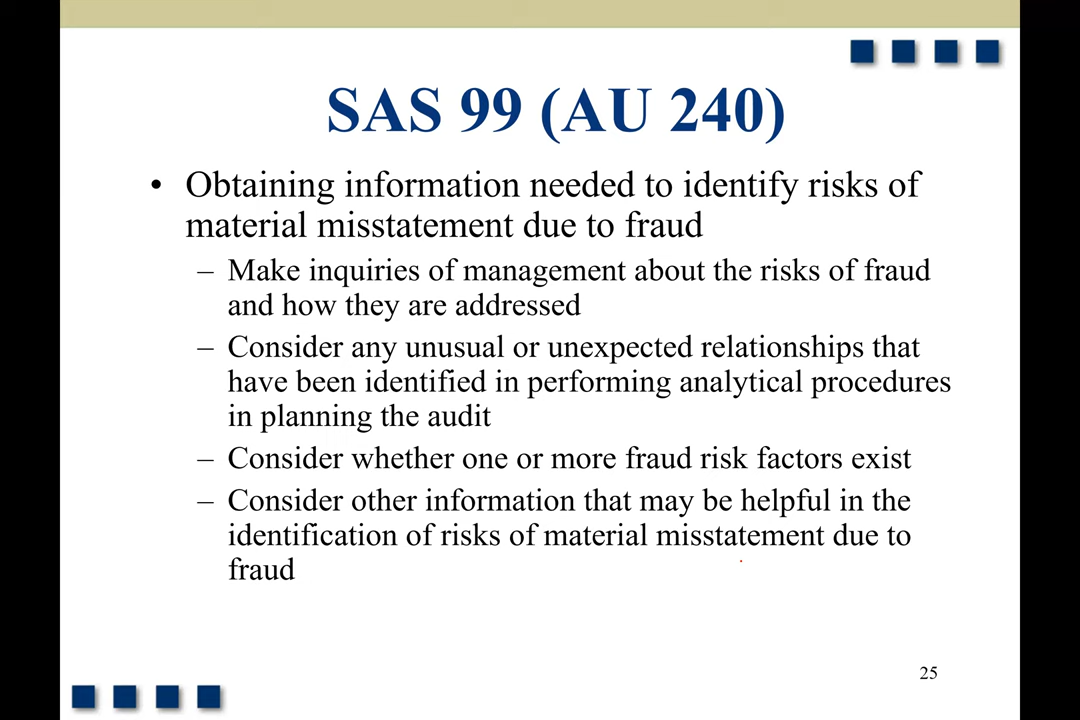 SAS 99 (AU 240)
• Obtaining information needed to identify risks of
material misstatement due to fraud
– Make inquiries of management about the risks of fraud
and how they are addressed
– Consider any unusual or unexpected relationships that
have been identified in performing analytical procedures
in planning the audit
– Consider whether one or more fraud risk factors exist
– Consider other information that may be helpful in the
identification of risks of material misstatement due to
fraud
25